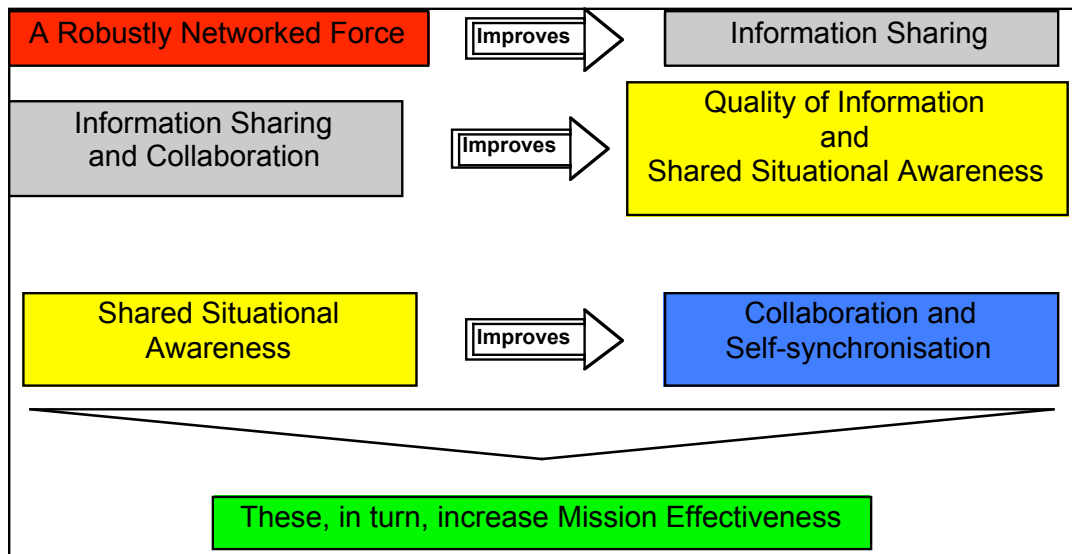 A Robustly Networked Force
Improves
Information Sharing
Information Sharing
and Collaboration
Improves
Quality of Information
and
Shared Situational Awareness
Shared Situational
Awareness
Improves
Collaboration and
Self-synchronisation
These, in turn, increase Mission Effectiveness